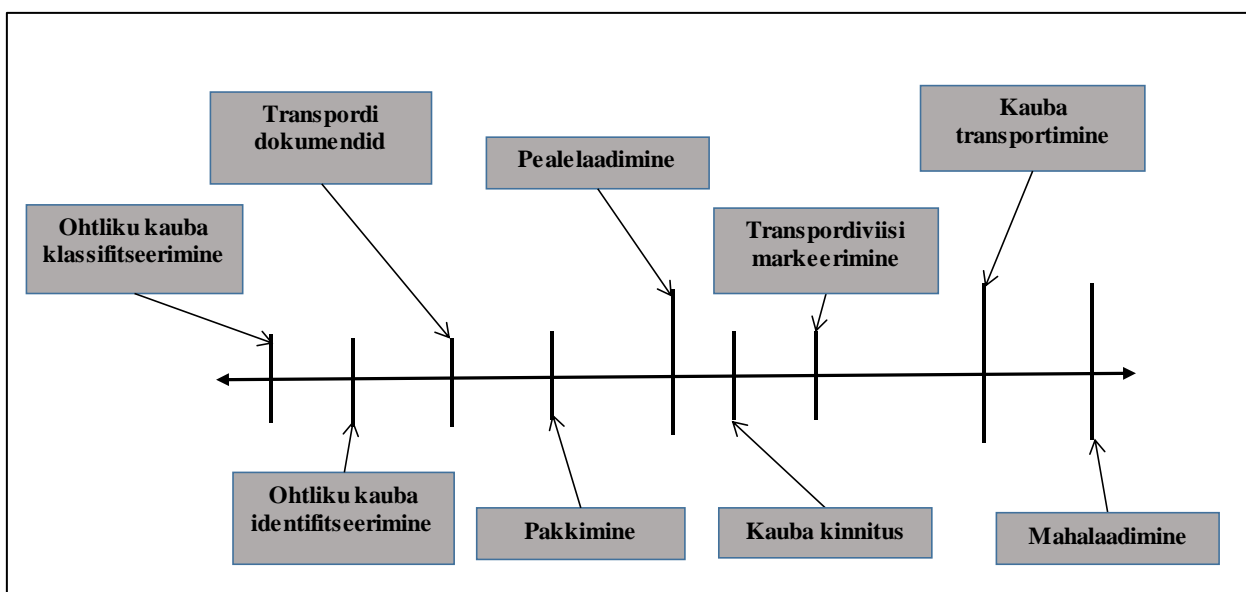 Ohtliku kauba
klassifitseerimine
Ohtliku kauba
identifitseerimine
Transpordi
dokumendid
Pakkimine
Pealelaadimine
Kauba kinnitus
Transpordiviisi
markeerimine
Kauba
transportimine
Mahalaadimine